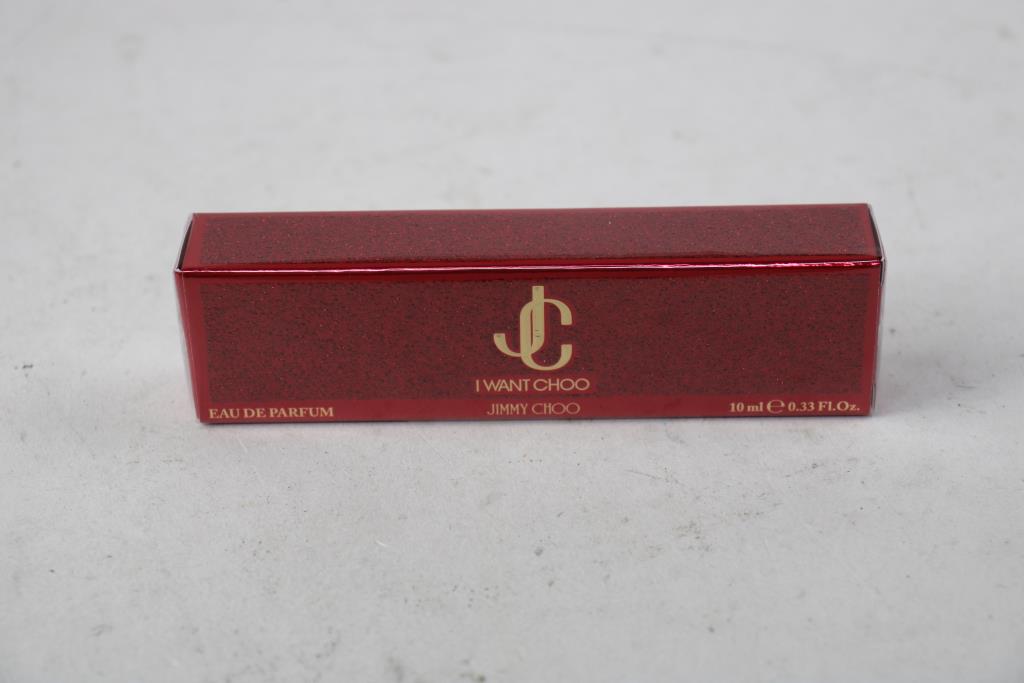 JC
I WANT CHOO
EAU DE PARFUM
JIMMY CHOO
10 ml ℮ 0.33 Fl.Oz.